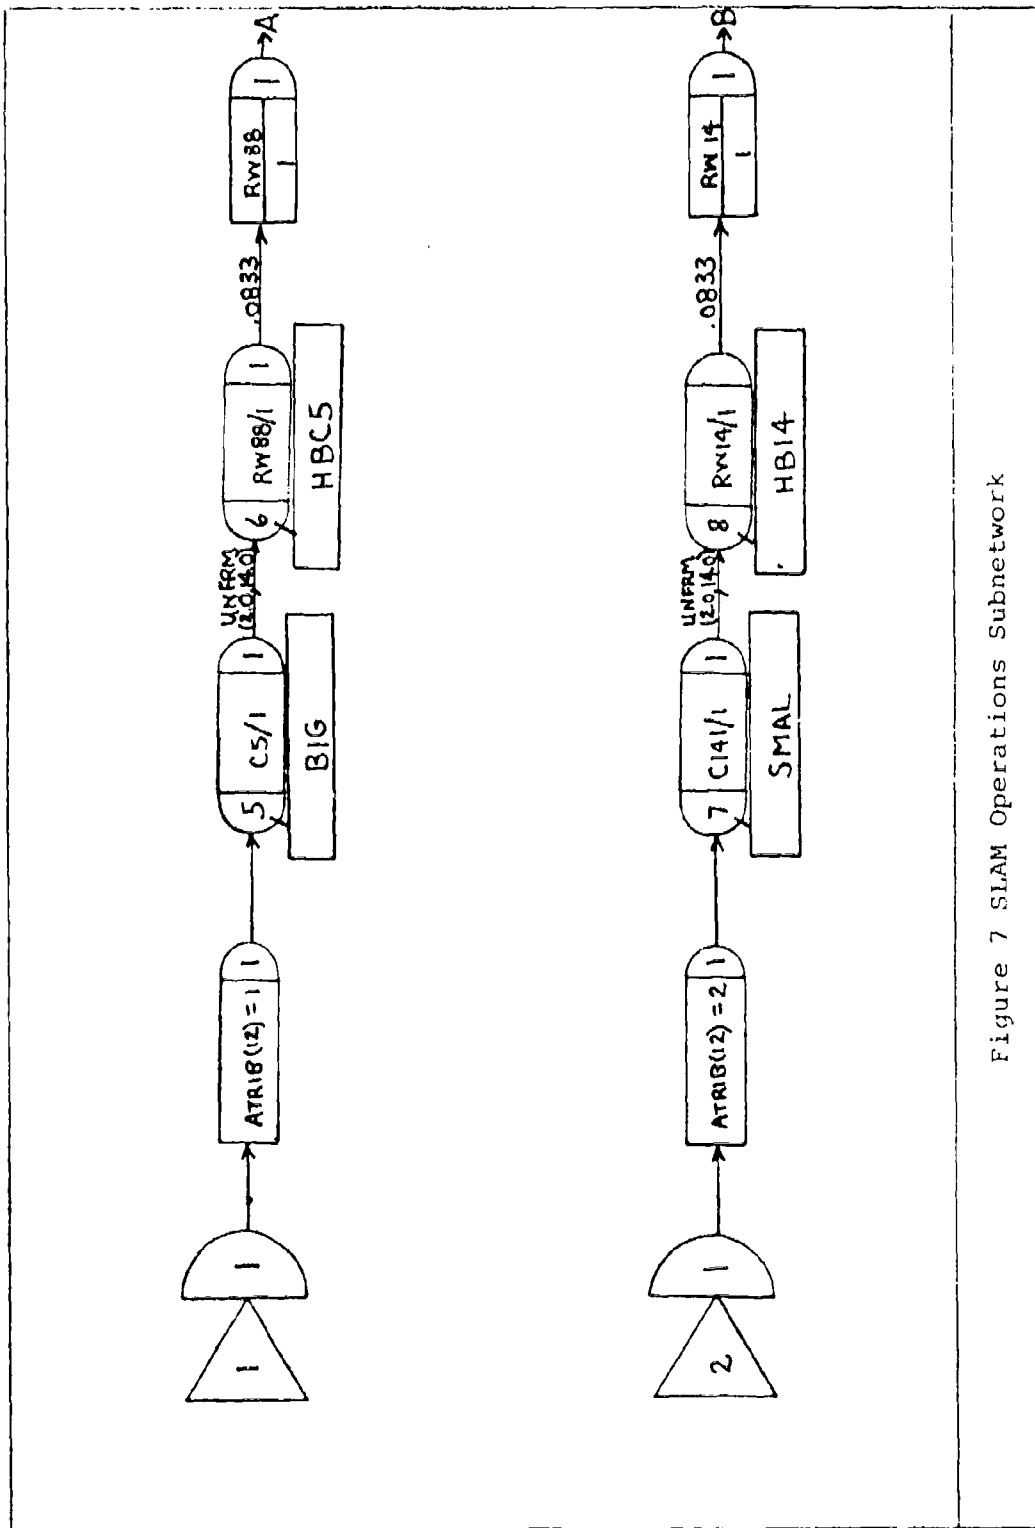 1
1
ATRIB(12) = 1
1
5
C5/1
1
BIG
UNFRM
(2.0,14.0)
6
RW88/1
1
HBC5
.0833
RW88
1
1
A
2
1
ATRIB(12) = 2
1
7
C141/1
1
SMAL
UNFRM
(2.0,14.0)
8
RW14/1
HB14
.0833
RW14
1
1
B
Figure 7 SLAM Operations Subnetwork